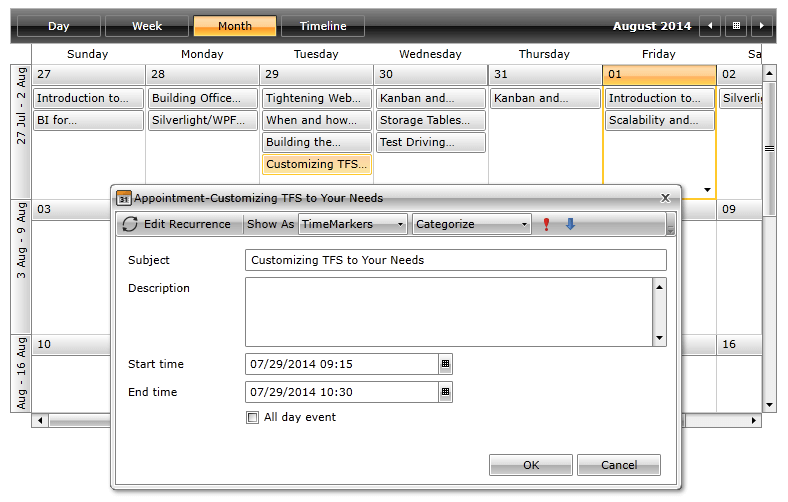 Day Week Month Timeline August 2014
Sunday Monday Tuesday Wednesday Thursday Friday Sa
27 Jul - 2 Aug
27 28 29 30 31 01 02
Introduction to... Building Office... Tightening Web... Kanban and... Kanban and... Introduction to... Silverli
BI for... Silverlight/WPF... When and how... Storage Tables... Scalability and...
Building the... Test Driving...
Customizing TFS...
31 Appointment-Customizing TFS to Your Needs
Edit Recurrence Show As TimeMarkers Categorize
3 Aug - 9 Aug
03 09
Subject Customizing TFS to Your Needs
Description
Aug - 16 Aug
10 16
Start time 07/29/2014 09:15
End time 07/29/2014 10:30
All day event
OK Cancel